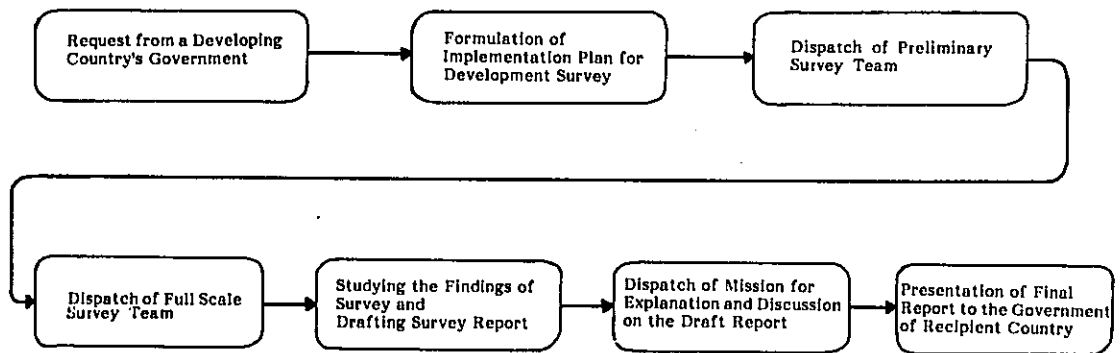 Request from a Developing
Country's Government
Formulation of
Implementation Plan for
Development Survey
Dispatch of Preliminary
Survey Team
Dispatch of Full Scale
Survey Team
Studying the Findings of
Survey and
Drafting Survey Report
Dispatch of Mission for
Explanation and Discussion
on the Draft Report
Presentation of Final
Report to the Government
of Recipient Country